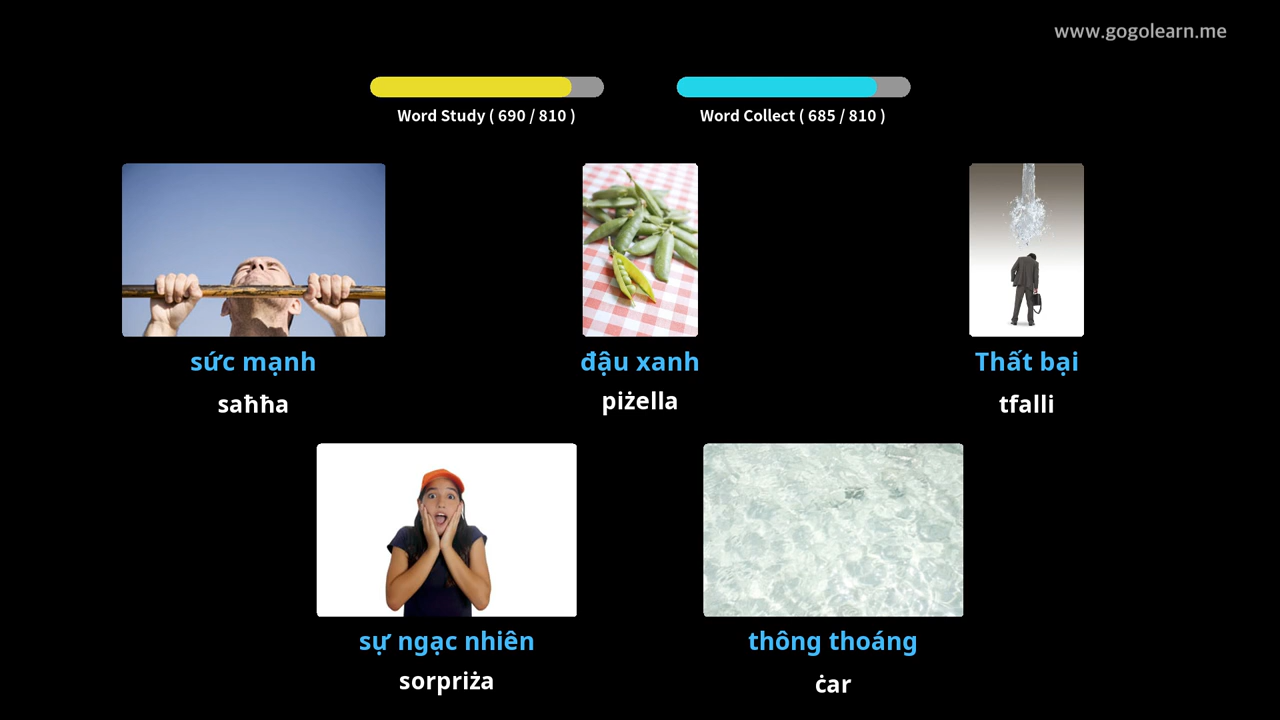 www.gogolearn.me
Word Study ( 690 / 810 )
Word Collect ( 685 / 810 )
sức mạnh
saħħa
đậu xanh
piżella
Thất bại
tfalli
sự ngạc nhiên
sorpriża
thông thoáng
ċar